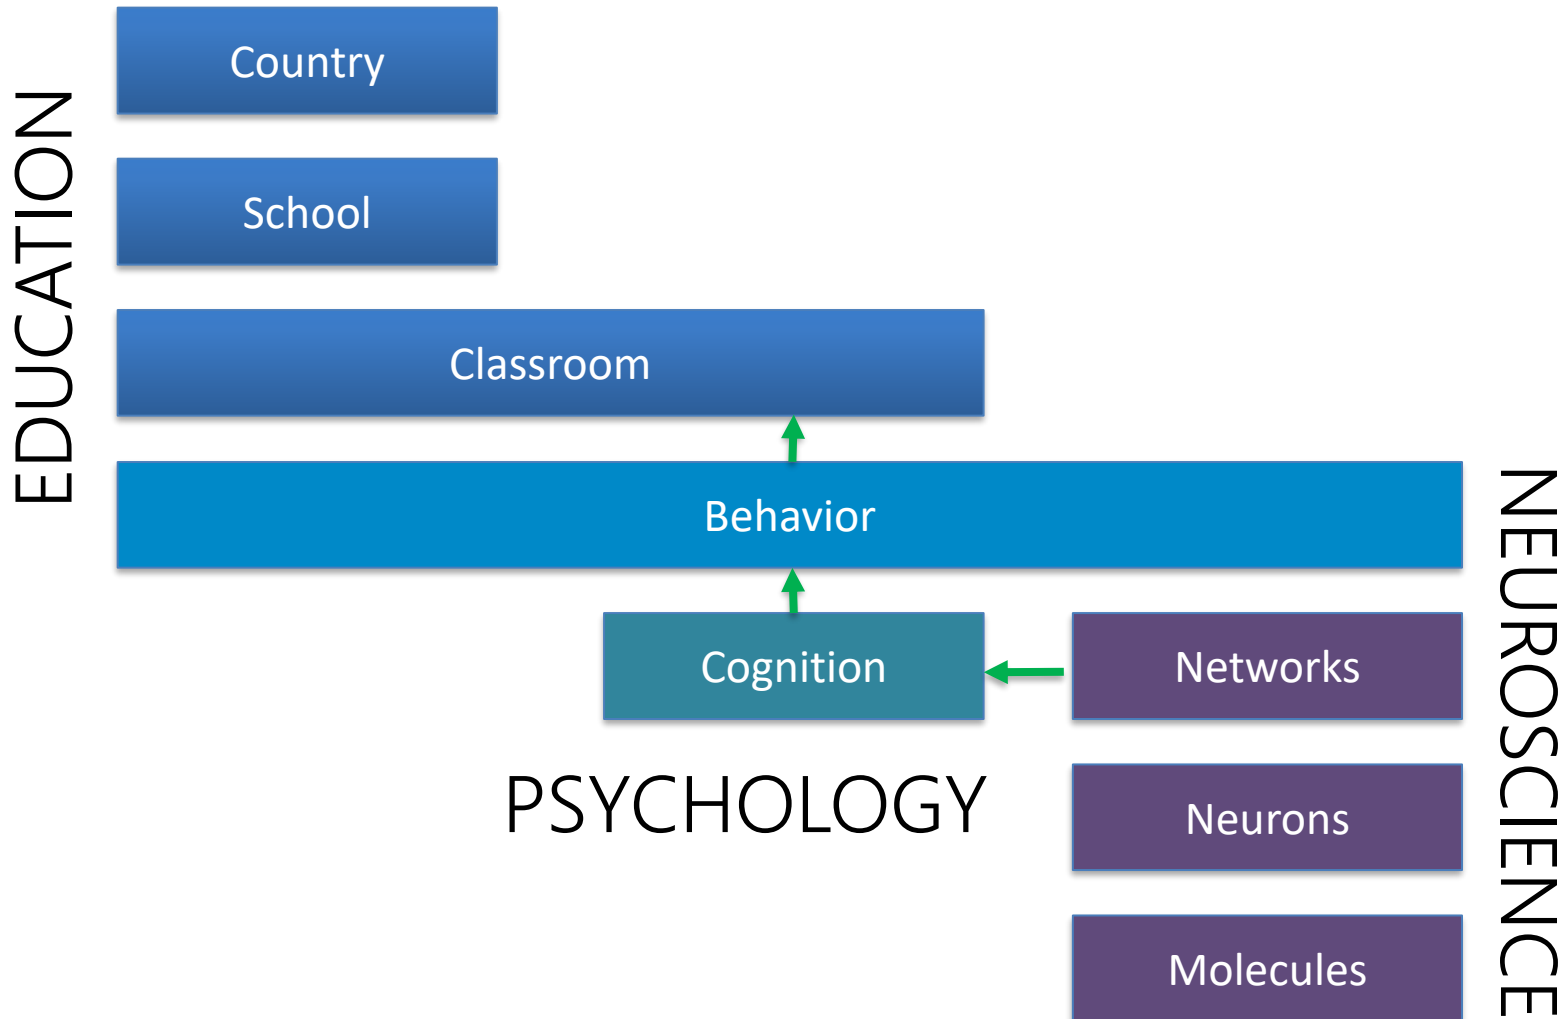 EDUCATION
Country
School
Classroom
Behavior
Cognition
Networks
PSYCHOLOGY
Neurons
Molecules
NEUROSCIENCE